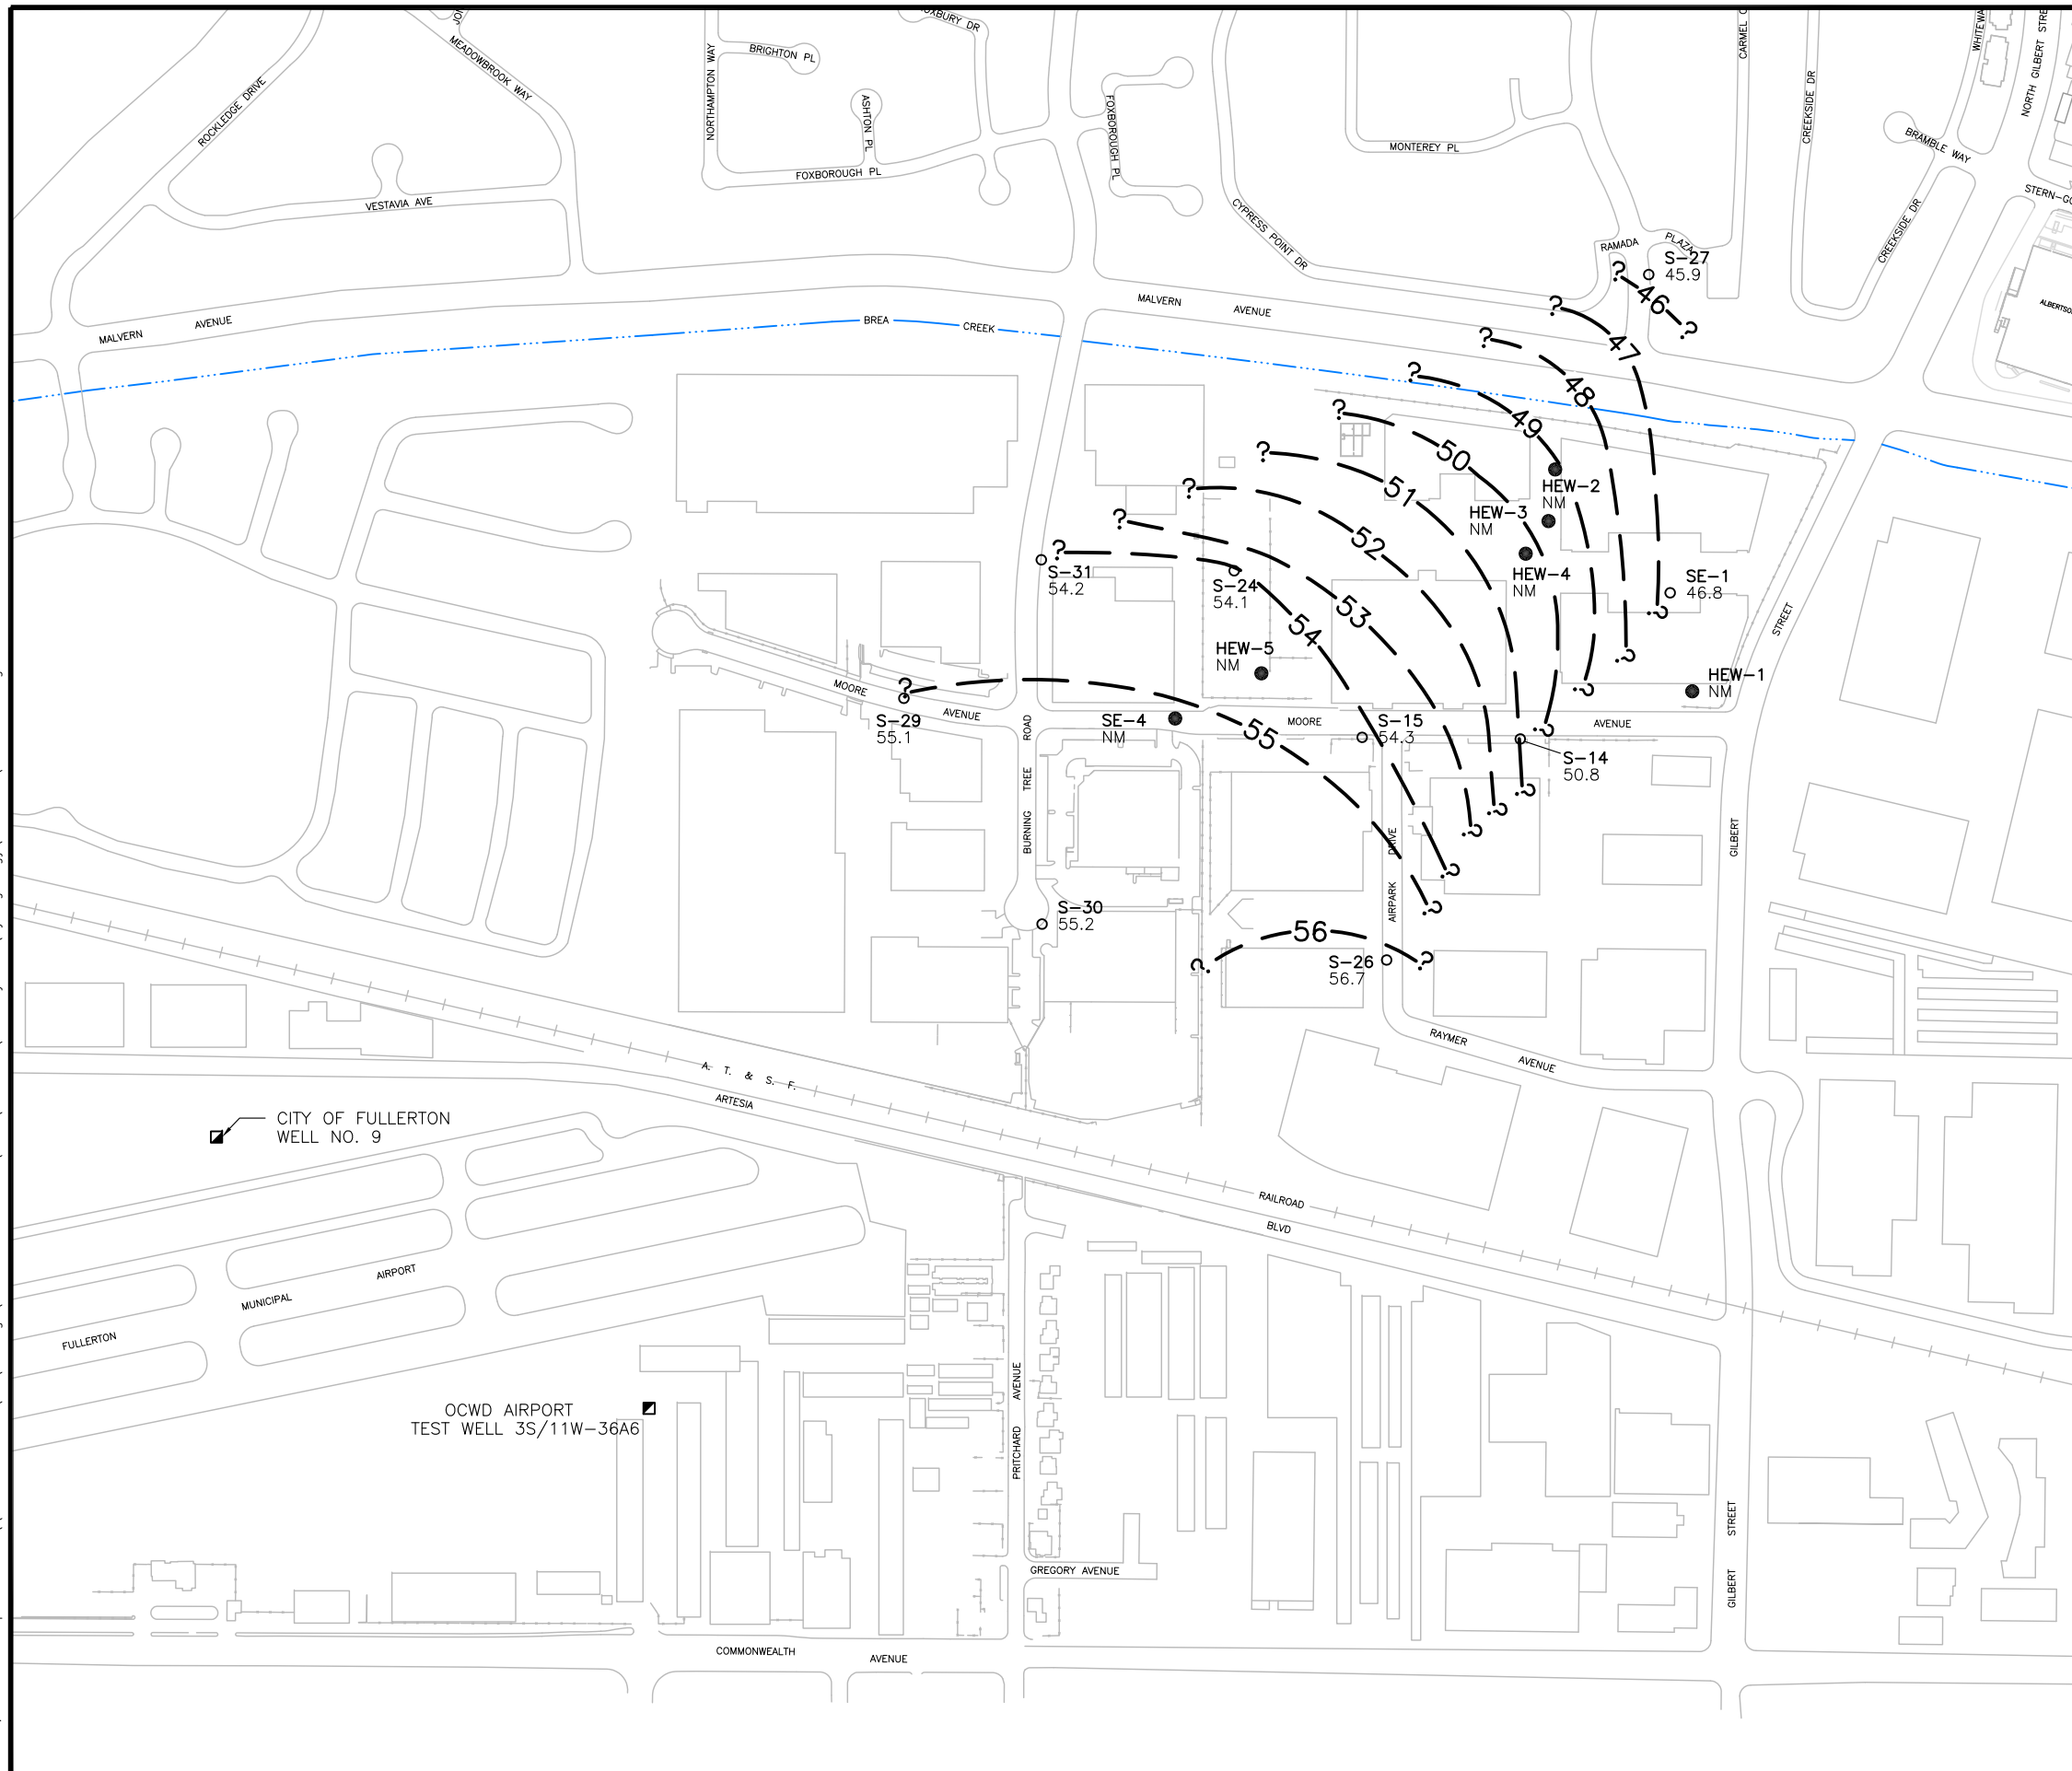 ROXBURY DR
MEADOWBROOK WAY
NORTHAMPTON WAY
BRIGHTON PL
ASHTON PL
FOXBOROUGH PL
FOXBOROUGH PL
ROCKLEDGE DRIVE
VESTAVIA AVE
MONTEREY PL
CYPRESS POINT DR
CREEKSIDE DR
CREEKSIDE DR
BRAMBLE WAY
RAMADA PLAZA
MALVERN AVENUE
MALVERN AVENUE
BREA CREEK
S-27
45.9
? 46 ?
? 47 ?
? 48 ?
? 49 ?
? 50 ?
? 51 ?
? 52 ?
? 53 ?
? 54 ?
? 55 ?
? 56 ?
HEW-2
NM
HEW-3
NM
HEW-4
NM
SE-1
46.8
S-31
54.2
S-24
54.1
HEW-5
NM
HEW-1
NM
S-29
55.1
SE-4
NM
S-15
54.3
S-14
50.8
MOORE AVENUE
MOORE AVENUE
BURNING TREE ROAD
AIRPARK DRIVE
GILBERT STREET
S-30
55.2
S-26
56.7
RAYMER AVENUE
A. T. & S. F. RAILROAD
ARTESIA BLVD
CITY OF FULLERTON
WELL NO. 9
FULLERTON MUNICIPAL AIRPORT
OCWD AIRPORT
TEST WELL 3S/11W-36A6
PRITCHARD AVENUE
GREGORY AVENUE
GILBERT STREET
COMMONWEALTH AVENUE
NORTH GILBERT